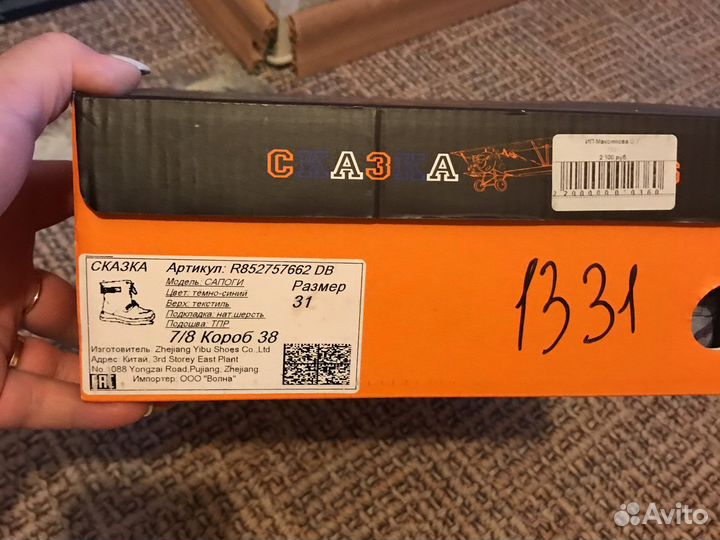 СКАЗКА
2 100 руб.
СКАЗКА Артикул: R852757662 DB
Модель: САПОГИ
Цвет: темно-синий
Верх: текстиль
Подкладка: нат.шерсть
Подошва: ТПР
Размер
31
7/8 Короб 38
Изготовитель: Zhejiang Yibu Shoes Co.,Ltd
Адрес: Китай, 3rd Storey East Plant
No.1088 Yongzai Road,Pujiang, Zhejiang
EAC Импортер: ООО "Волна"
1331
Avito